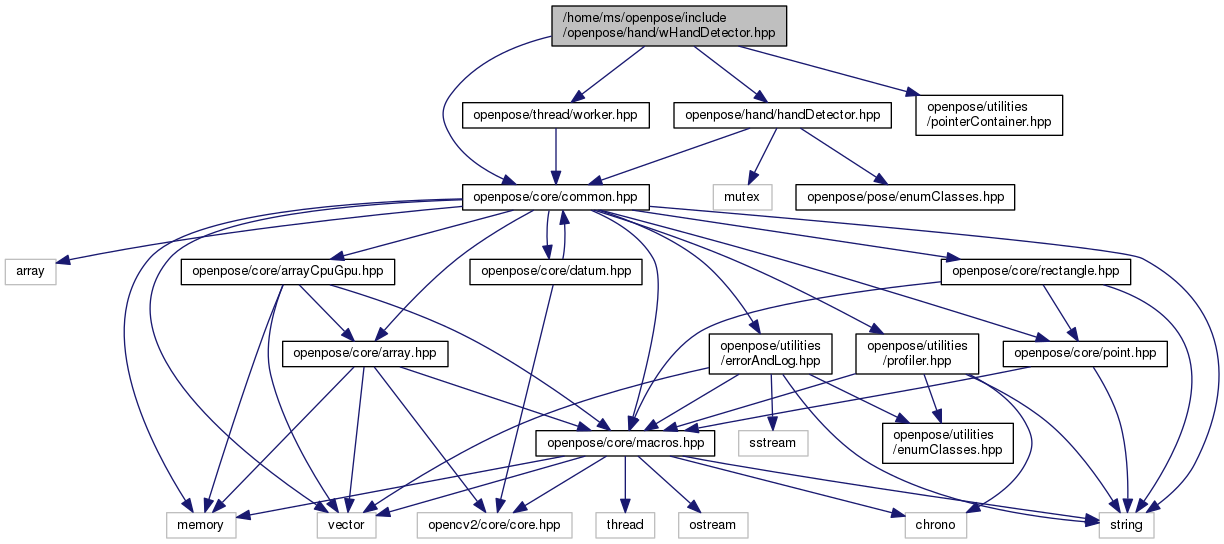 /home/ms/openpose/include
/openpose/hand/wHandDetector.hpp
openpose/thread/worker.hpp
openpose/hand/handDetector.hpp
openpose/utilities
/pointerContainer.hpp
openpose/core/common.hpp
mutex
openpose/pose/enumClasses.hpp
array
openpose/core/arrayCpuGpu.hpp
openpose/core/datum.hpp
openpose/core/rectangle.hpp
openpose/core/array.hpp
openpose/utilities
/errorAndLog.hpp
openpose/utilities
/profiler.hpp
openpose/core/point.hpp
openpose/core/macros.hpp
sstream
openpose/utilities
/enumClasses.hpp
memory
vector
opencv2/core/core.hpp
thread
ostream
chrono
string